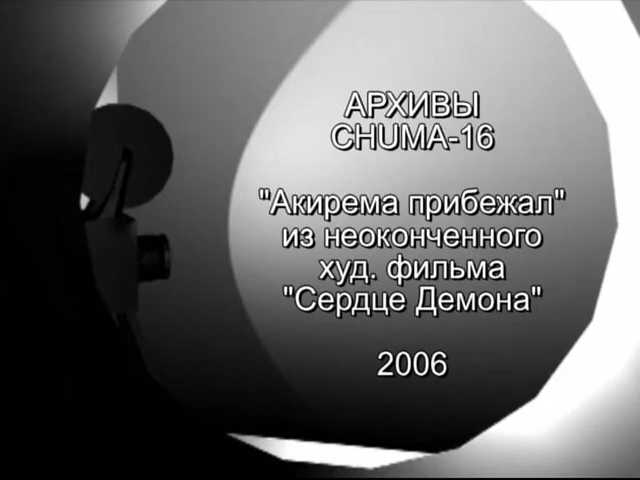 АРХИВЫ
CHUMA-16
"Акирема прибежал"
из неоконченного
худ. фильма
"Сердце Демона"
2006